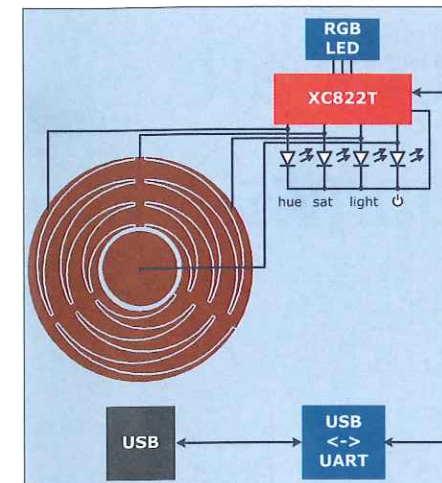 RGB
LED
XC822T
hue sat light
USB
USB
<->
UART